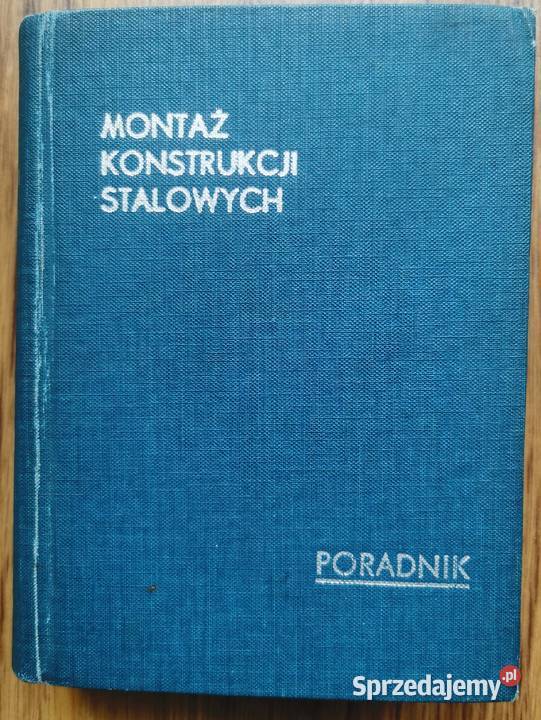 MONTAŻ
KONSTRUKCJI
STALOWYCH
PORADNIK
Sprzedajemy.pl